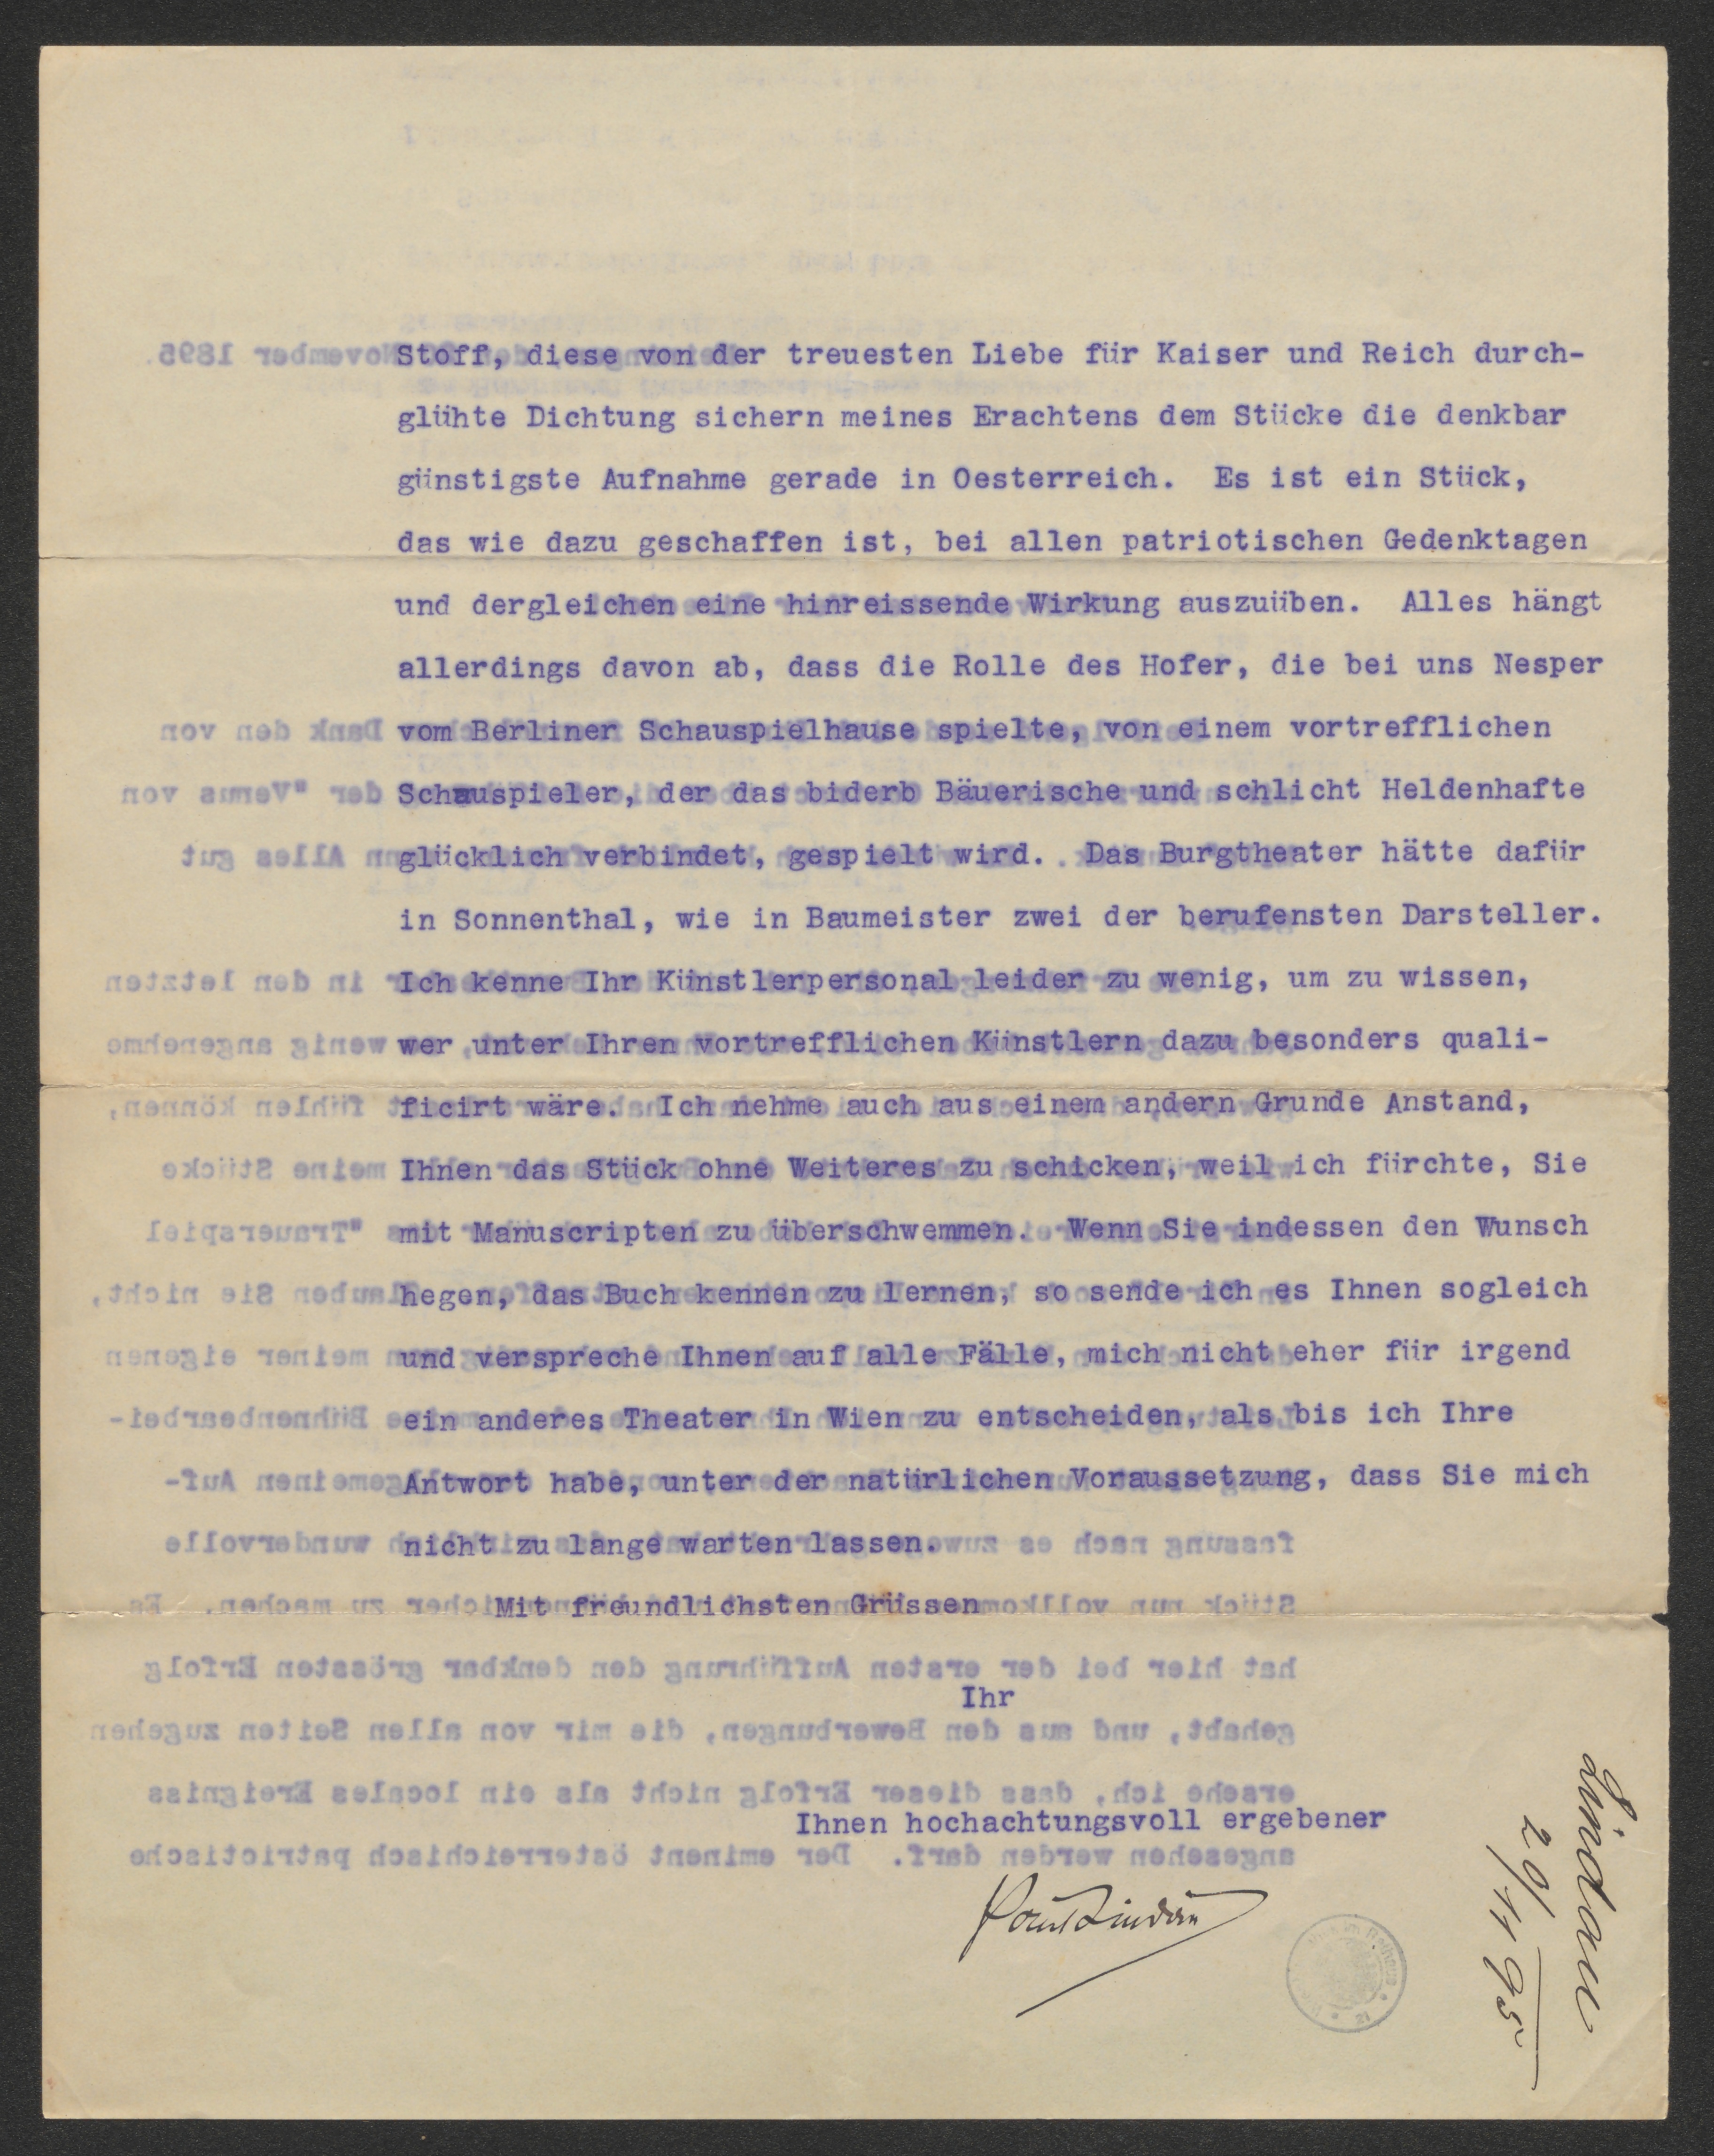 Stoff, diese von der treuesten Liebe für Kaiser und Reich durch-
glühte Dichtung sichern meines Erachtens dem Stücke die denkbar
günstigste Aufnahme gerade in Oesterreich. Es ist ein Stück,
das wie dazu geschaffen ist, bei allen patriotischen Gedenktagen
und dergleichen eine hinreissende Wirkung auszuüben. Alles hängt
allerdings davon ab, dass die Rolle des Hofer, die bei uns Nesper
vom Berliner Schauspielhause spielte, von einem vortrefflichen
Schauspieler, der das biderb Bäuerische und schlicht Heldenhafte
glücklich verbindet, gespielt wird. Das Burgtheater hätte dafür
in Sonnenthal, wie in Baumeister zwei der berufensten Darsteller.
Ich kenne Ihr Künstlerpersonal leider zu wenig, um zu wissen,
wer unter Ihren vortrefflichen Künstlern dazu besonders quali-
ficirt wäre. Ich nehme auch aus einem andern Grunde Anstand,
Ihnen das Stück ohne Weiteres zu schicken, weil ich fürchte, Sie
mit Manuscripten zu überschwemmen. Wenn Sie indessen den Wunsch
hegen, das Buch kennen zu lernen, so sende ich es Ihnen sogleich
und verspreche Ihnen auf alle Fälle, mich nicht eher für irgend
ein anderes Theater in Wien zu entscheiden, als bis ich Ihre
Antwort habe, unter der natürlichen Voraussetzung, dass Sie mich
nicht zu lange warten lassen.
Mit freundlichsten Grüssen
Ihr
Ihnen hochachtungsvoll ergebener
Paul Lindau
Lindau
20/11 95